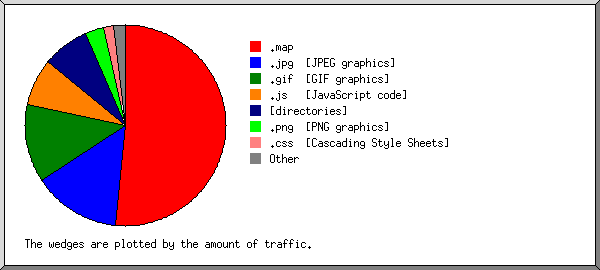 .map
.jpg [JPEG graphics]
.gif [GIF graphics]
.js [JavaScript code]
[directories]
.png [PNG graphics]
.css [Cascading Style Sheets]
Other
The wedges are plotted by the amount of traffic.